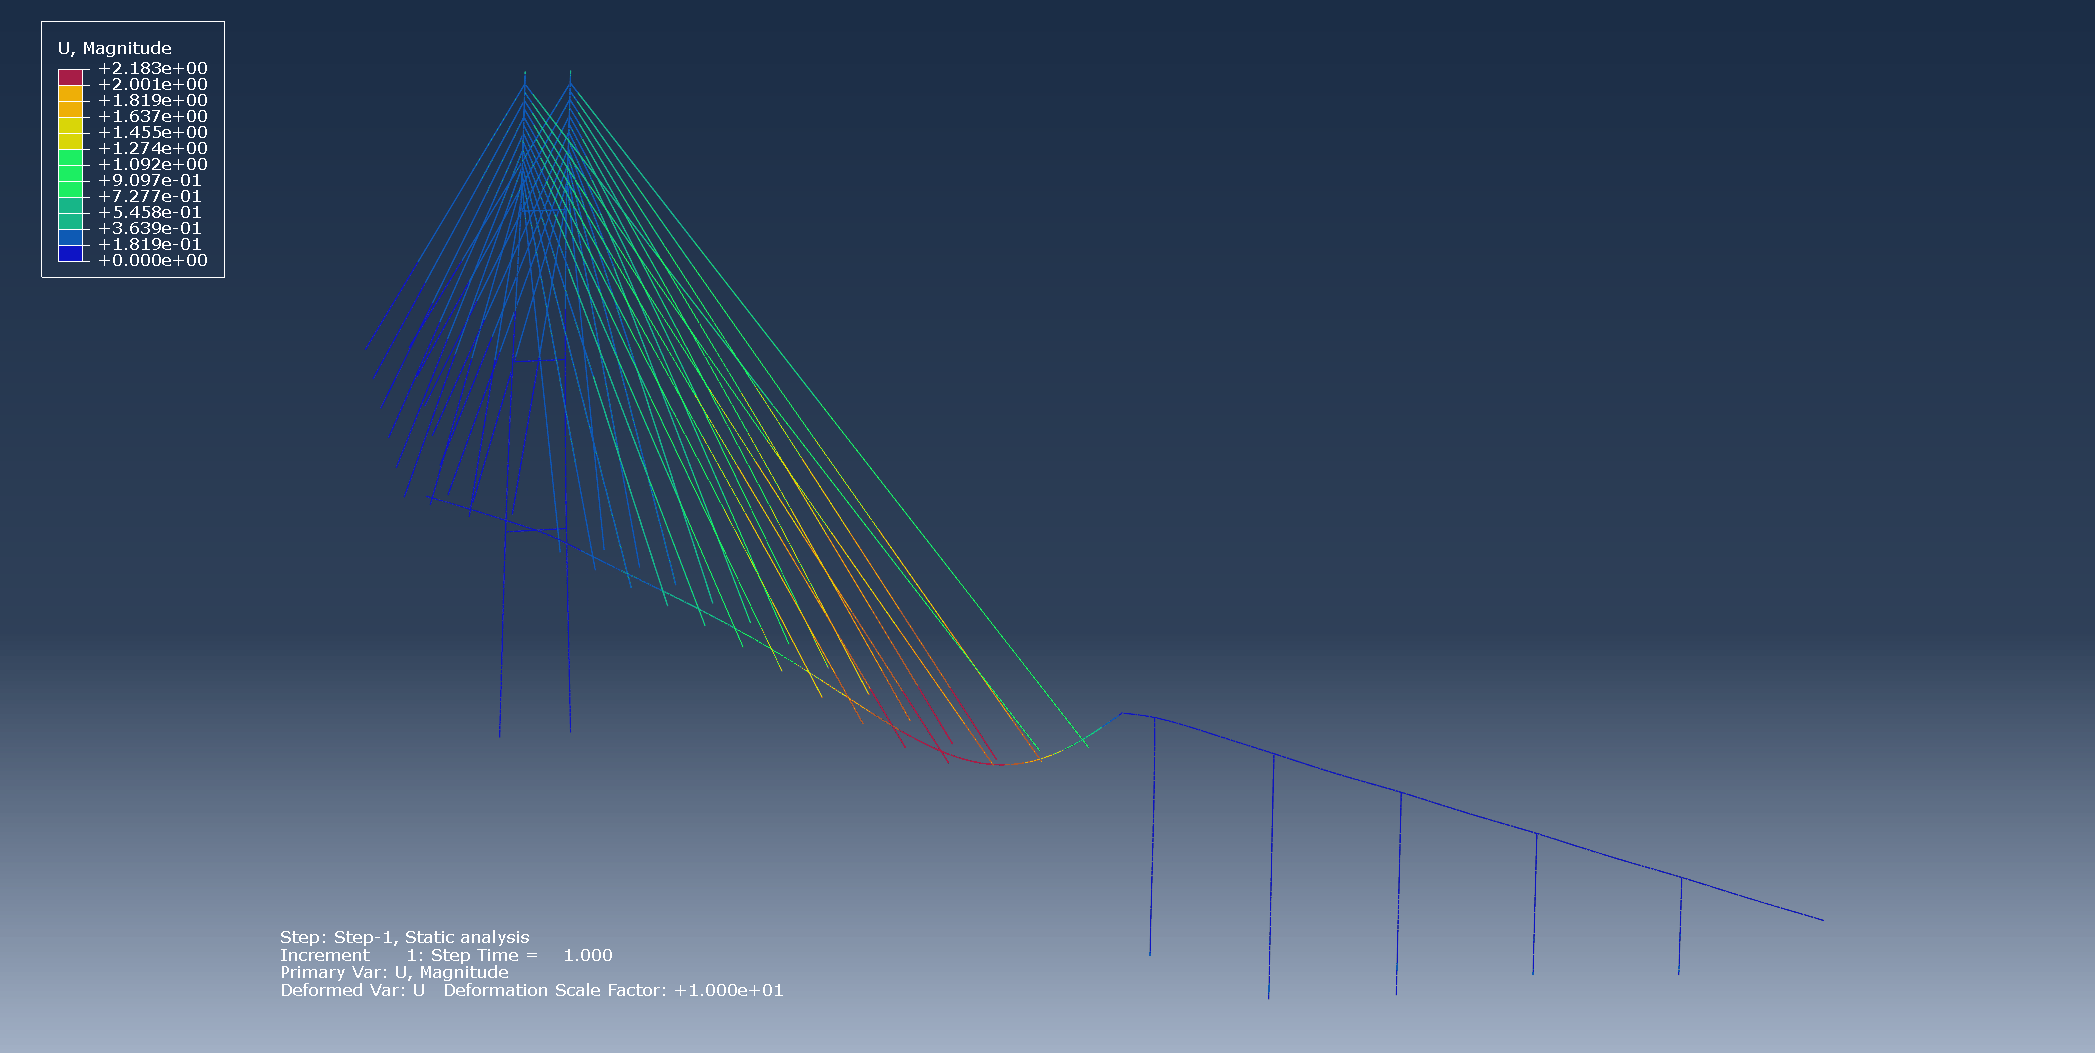 U, Magnitude
+2.183e+00
+2.001e+00
+1.819e+00
+1.637e+00
+1.455e+00
+1.274e+00
+1.092e+00
+9.097e-01
+7.277e-01
+5.458e-01
+3.639e-01
+1.819e-01
+0.000e+00
Step: Step-1, Static analysis
Increment 1: Step Time = 1.000
Primary Var: U, Magnitude
Deformed Var: U Deformation Scale Factor: +1.000e+01